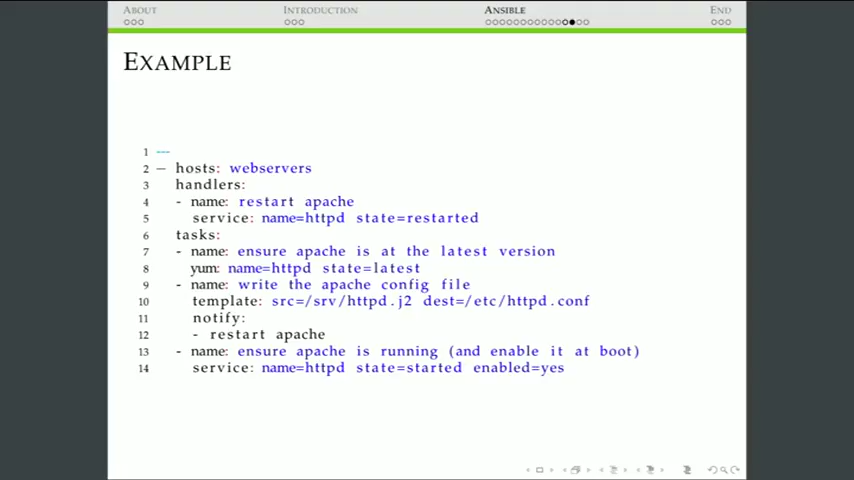 ABOUT
INTRODUCTION
ANSIBLE
END
EXAMPLE
1 ---
2 – hosts: webservers
3 handlers:
4 - name: restart apache
5 service: name=httpd state=restarted
6 tasks:
7 - name: ensure apache is at the latest version
8 yum: name=httpd state=latest
9 - name: write the apache config file
10 template: src=/srv/httpd.j2 dest=/etc/httpd.conf
11 notify:
12 - restart apache
13 - name: ensure apache is running (and enable it at boot)
14 service: name=httpd state=started enabled=yes